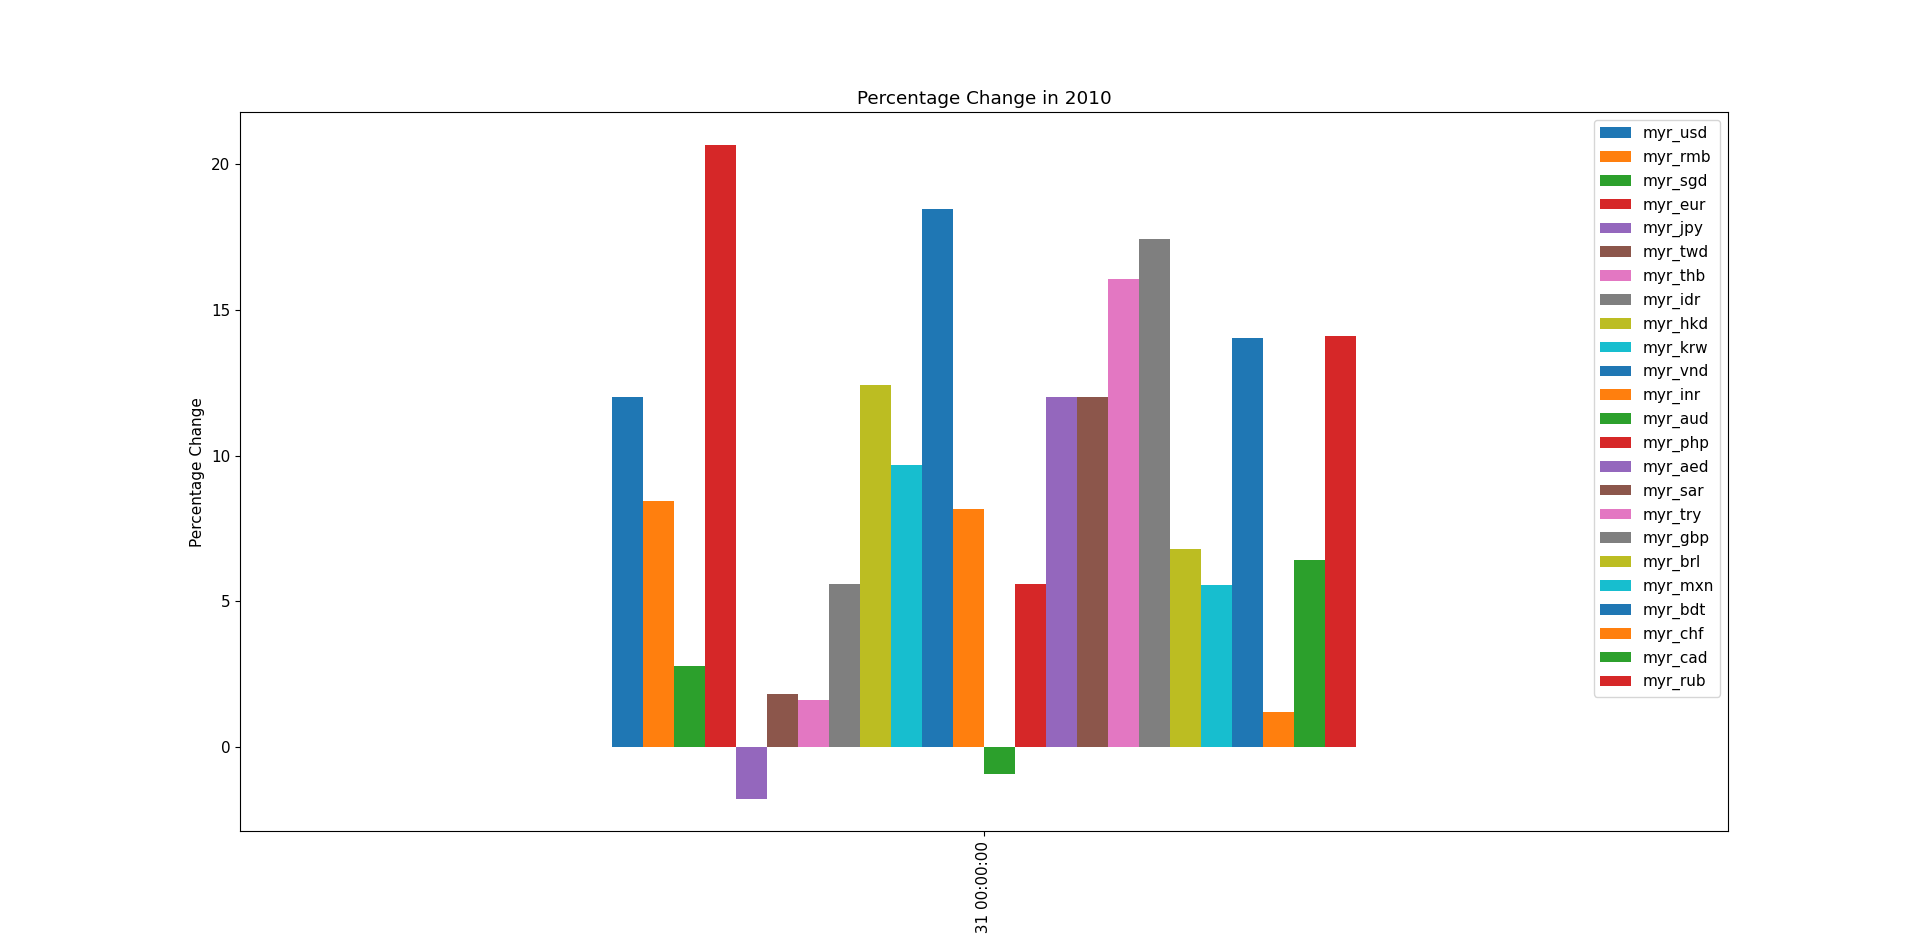 Percentage Change in 2010
Percentage Change
20
15
10
5
0
31 00:00:00
myr_usd
myr_rmb
myr_sgd
myr_eur
myr_jpy
myr_twd
myr_thb
myr_idr
myr_hkd
myr_krw
myr_vnd
myr_inr
myr_aud
myr_php
myr_aed
myr_sar
myr_try
myr_gbp
myr_brl
myr_mxn
myr_bdt
myr_chf
myr_cad
myr_rub